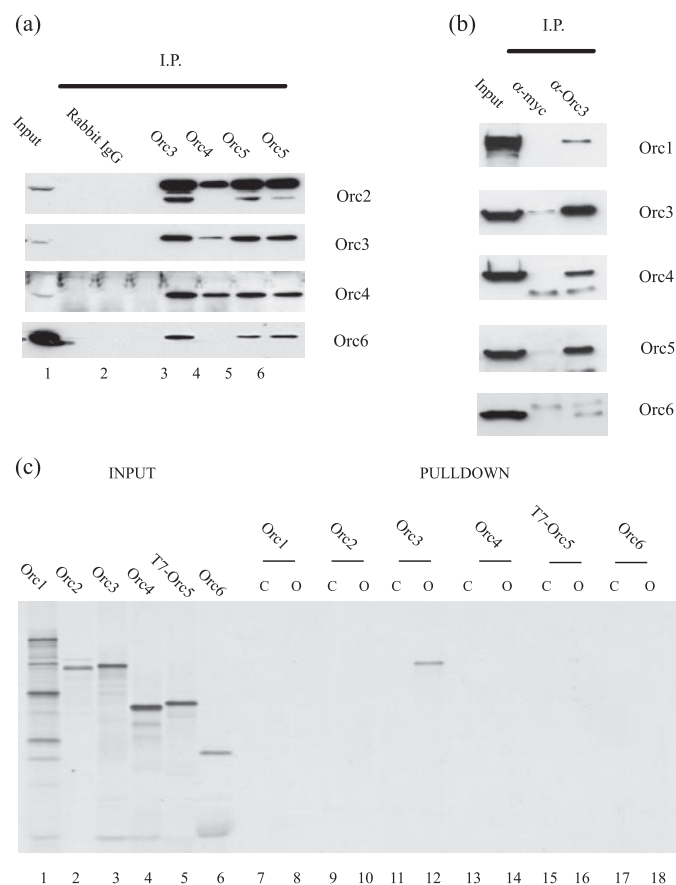 (a)
I.P.
Input Rabbit IgG Orc3 Orc4 Orc5 Orc5
Orc2
Orc3
Orc4
Orc6
1 2 3 4 5 6
(b)
I.P.
Input α-myc α-Orc3
Orc1
Orc3
Orc4
Orc5
Orc6
(c)
INPUT PULLDOWN
Orc1 Orc2 Orc3 Orc4 T7-Orc5 Orc6 Orc1 Orc2 Orc3 Orc4 T7-Orc5 Orc6
C O C O C O C O C O C O
1 2 3 4 5 6 7 8 9 10 11 12 13 14 15 16 17 18